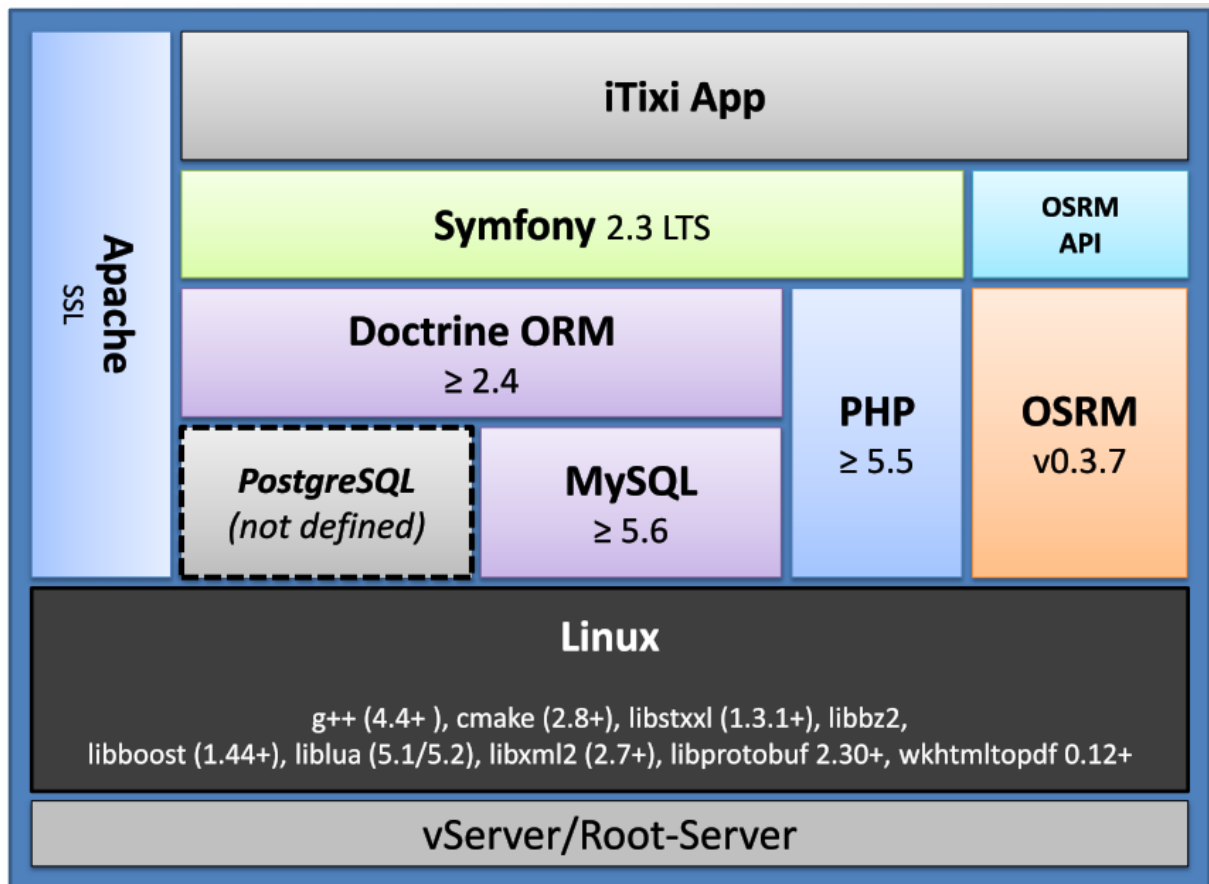 iTixi App
Apache
SSL
Symfony 2.3 LTS
OSRM
API
Doctrine ORM
≥ 2.4
PHP
≥ 5.5
OSRM
v0.3.7
PostgreSQL
(not defined)
MySQL
≥ 5.6
Linux
g++ (4.4+ ), cmake (2.8+), libstxxl (1.3.1+), libbz2,
libboost (1.44+), liblua (5.1/5.2), libxml2 (2.7+), libprotobuf 2.30+, wkhtmltopdf 0.12+
vServer/Root-Server